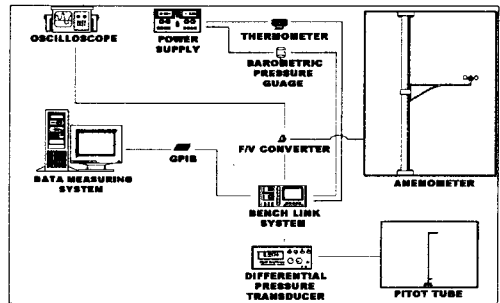 OSCILLOSCOPE
POWER
SUPPLY
THERMOMETER
BAROMETRIC
PRESSURE
GUAGE
DATA MEASURING
SYSTEM
GPIB
F/V CONVERTER
ANEMOMETER
BENCH LINK
SYSTEM
DIFFERENTIAL
PRESSURE
TRANSDUCER
PITOT TUBE